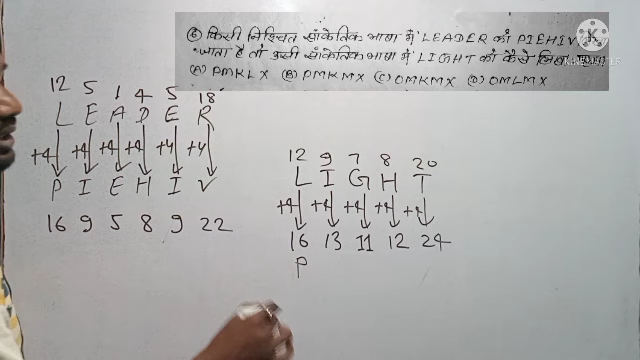 (8) किसी निश्चित सांकेतिक भाषा में LEADER को PIEHIV
जाता है तो उसी सांकेतिक भाषा में LIGHT को कैसे लिखा
(A) PMKLX (B) PMKMX (C) OMKMX (D) OMLMX
12 5 1 4 5 18
L E A D E R
+4 +4 +4 +4 +4 +4
P I E H I V
16 9 5 8 9 22
12 9 7 8 20
L I G H T
+4 +4 +4 +4 +4
16 13 11 12 24
P
K
KINEMASTER